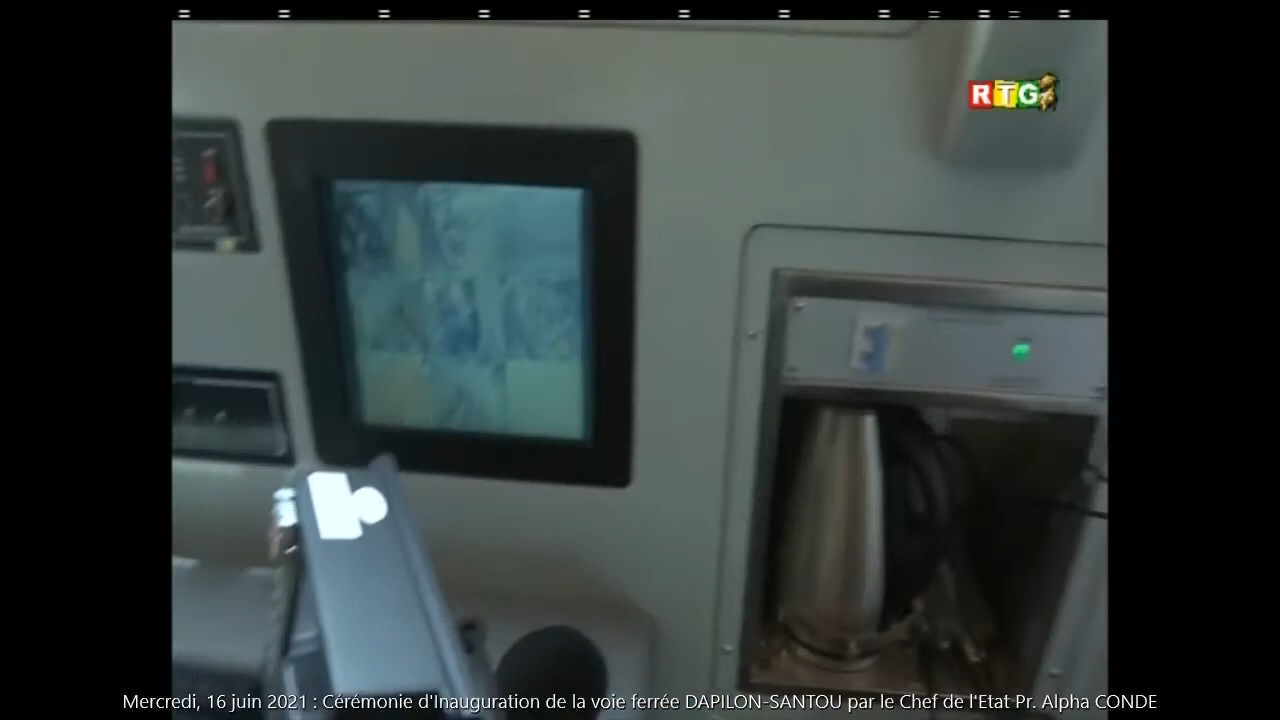 RTG
Mercredi, 16 juin 2021 : Cérémonie d'Inauguration de la voie ferrée DAPILON-SANTOU par le Chef de l'Etat Pr. Alpha CONDE